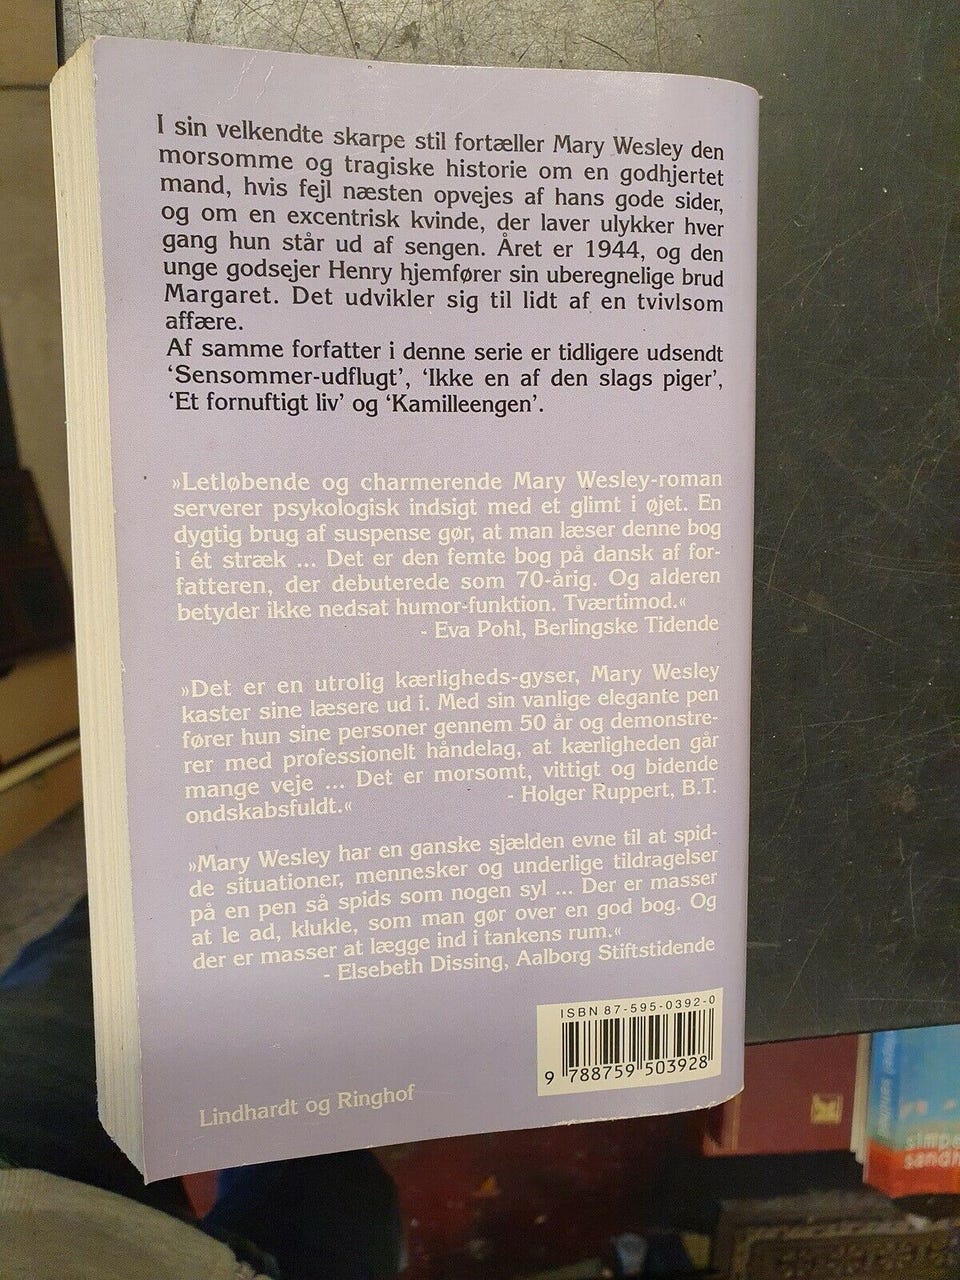 I sin velkendte skarpe stil fortæller Mary Wesley den
morsomme og tragiske historie om en godhjertet
mand, hvis fejl næsten opvejes af hans gode sider,
og om en excentrisk kvinde, der laver ulykker hver
gang hun står ud af sengen. Året er 1944, og den
unge godsejer Henry hjemfører sin uberegnelige brud
Margaret. Det udvikler sig til lidt af en tvivlsom
affære.
Af samme forfatter i denne serie er tidligere udsendt
‘Sensommer-udflugt’, ‘Ikke en af den slags piger’,
‘Et fornuftigt liv’ og ‘Kamilleengen’.
»Letløbende og charmerende Mary Wesley-roman
serverer psykologisk indsigt med et glimt i øjet. En
dygtig brug af suspense gør, at man læser denne bog
i ét stræk ... Det er den femte bog på dansk af for-
fatteren, der debuterede som 70-årig. Og alderen
betyder ikke nedsat humor-funktion. Tværtimod.«
- Eva Pohl, Berlingske Tidende
»Det er en utrolig kærligheds-gyser, Mary Wesley
kaster sine læsere ud i. Med sin vanlige elegante pen
fører hun sine personer gennem 50 år og demonstre-
rer med professionelt håndelag, at kærligheden går
mange veje ... Det er morsomt, vittigt og bidende
ondskabsfuldt.«
- Holger Ruppert, B.T.
»Mary Wesley har en ganske sjælden evne til at spid-
de situationer, mennesker og underlige tildragelser
på en pen så spids som nogen syl ... Der er masser
at le ad, klukle, som man gør over en god bog. Og
der er masser at lægge ind i tankens rum.«
- Elsebeth Dissing, Aalborg Stiftstidende
ISBN 87-595-0392-0
9 788759 503928
Lindhardt og Ringhof